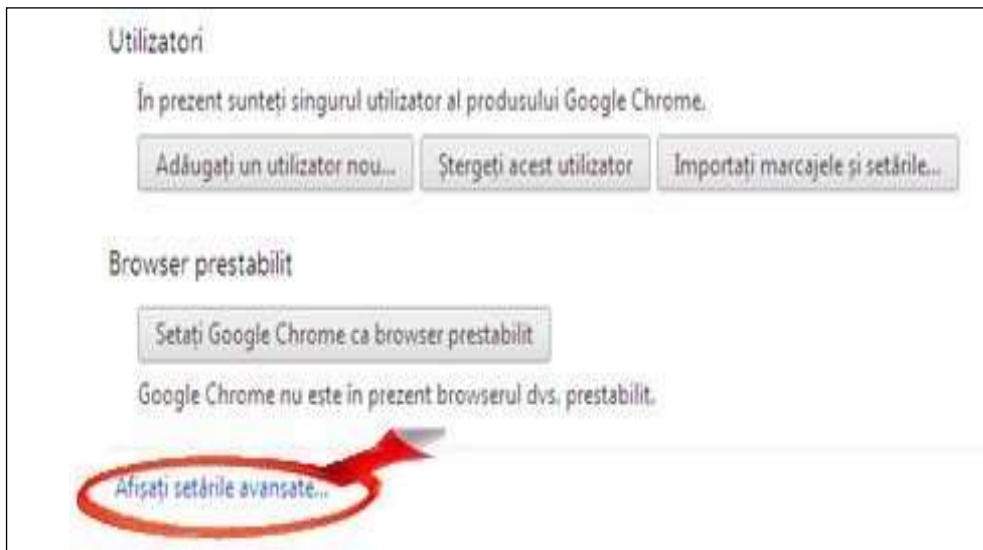 Utilizatori
În prezent sunteți singurul utilizator al produsului Google Chrome.
Adăugați un utilizator nou... Ștergeți acest utilizator Importați marcajele și setările...
Browser prestabilit
Setați Google Chrome ca browser prestabilit
Google Chrome nu este în prezent browserul dvs. prestabilit.
Afișați setările avansate...